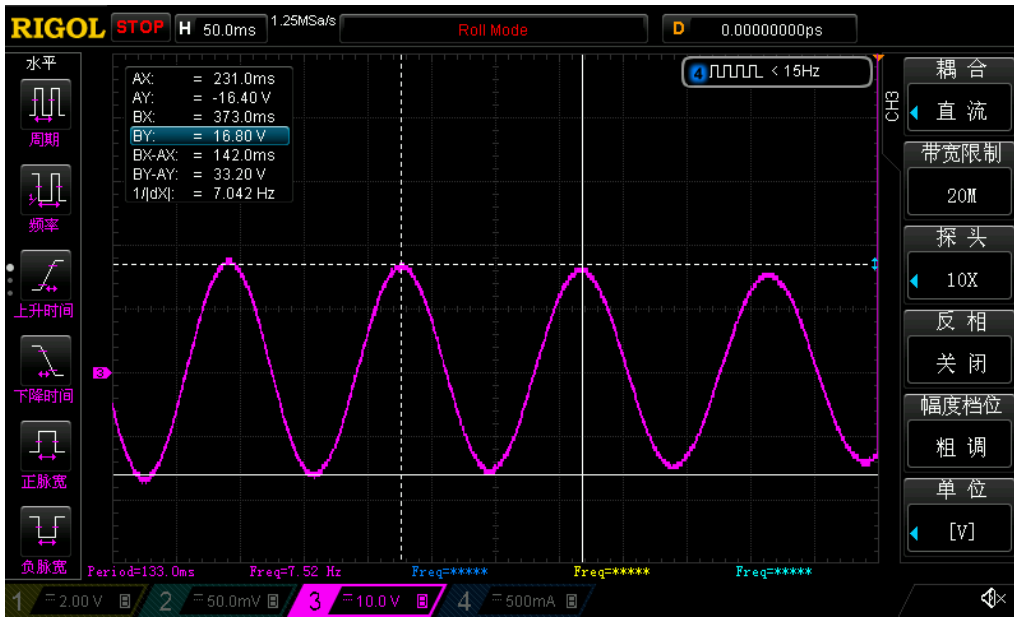 RIGOL STOP H 50.0ms 1.25MSa/s Roll Mode D 0.00000000ps
水平
周期
频率
上升时间
下降时间
正脉宽
负脉宽
AX: = 231.0ms
AY: = -16.40 V
BX: = 373.0ms
BY: = 16.80 V
BX-AX: = 142.0ms
BY-AY: = 33.20 V
1/|dX|: = 7.042 Hz
4 < 15Hz
3
CH3
耦合
直流
带宽限制
20M
探头
10X
反相
关闭
幅度档位
粗调
单位
[V]
Period=133.0ms Freq=7.52 Hz Freq=***** Freq=***** Freq=*****
1 2.00 V 2 50.0mV 3 10.0 V 4 500mA